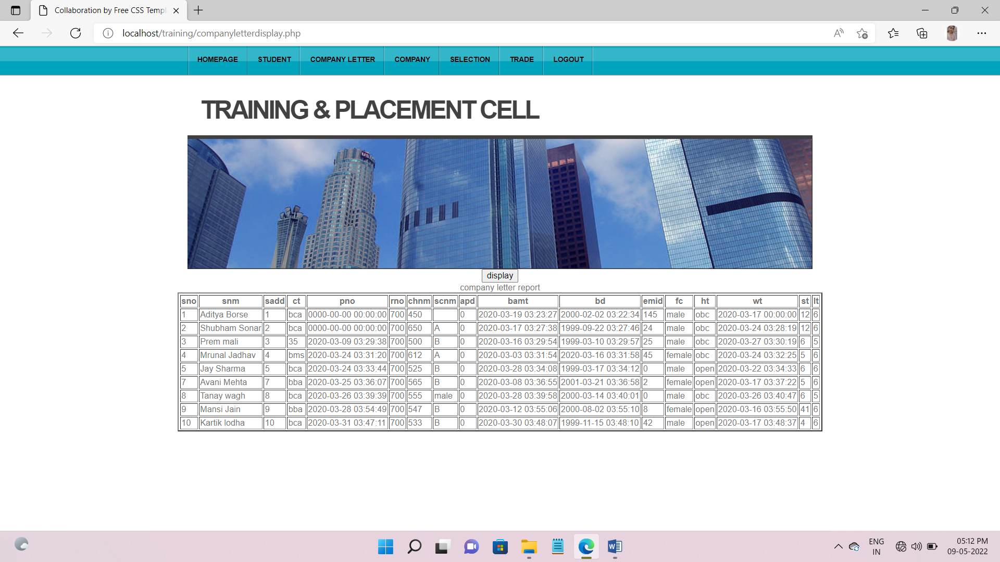 Collaboration by Free CSS Templ
localhost/training/companyletterdisplay.php
HOMEPAGE STUDENT COMPANY LETTER COMPANY SELECTION TRADE LOGOUT
TRAINING & PLACEMENT CELL
display
company letter report
sno snm sadd ct pno rno chnm scnm apd bamt bd emid fc ht wt st lt
1 Aditya Borse 1 bca 0000-00-00 00:00:00 700 450 0 2020-03-19 03:23:27 2000-02-02 03:22:34 145 male obc 2020-03-17 00:00:00 12 6
2 Shubham Sonar 2 bca 0000-00-00 00:00:00 700 650 A 0 2020-03-17 03:27:38 1999-09-22 03:27:46 24 male obc 2020-03-24 03:28:19 12 6
3 Prem mali 3 35 2020-03-09 03:29:38 700 500 B 0 2020-03-16 03:29:54 1999-03-10 03:29:57 25 male obc 2020-03-27 03:30:19 6 5
4 Mrunal Jadhav 4 bms 2020-03-24 03:31:20 700 612 A 0 2020-03-03 03:31:54 2020-03-16 03:31:58 45 female obc 2020-03-24 03:32:25 5 6
5 Jay Sharma 5 bca 2020-03-24 03:33:44 700 525 B 0 2020-03-28 03:34:08 1999-03-17 03:34:12 0 male open 2020-03-22 03:34:33 6 6
7 Avani Mehta 7 bba 2020-03-25 03:36:07 700 565 B 0 2020-03-08 03:36:55 2001-03-21 03:36:58 2 female open 2020-03-17 03:37:22 5 6
8 Tanay wagh 8 bca 2020-03-26 03:39:39 700 555 male 0 2020-03-28 03:39:58 2000-03-14 03:40:01 0 male obc 2020-03-26 03:40:47 6 5
9 Mansi Jain 9 bba 2020-03-28 03:54:49 700 547 B 0 2020-03-12 03:55:06 2000-08-02 03:55:10 8 female open 2020-03-16 03:55:50 41 6
10 Kartik lodha 10 bca 2020-03-31 03:47:11 700 533 B 0 2020-03-30 03:48:07 1999-11-15 03:48:10 42 male open 2020-03-17 03:48:37 4 6
ENG
IN
05:12 PM
09-05-2022